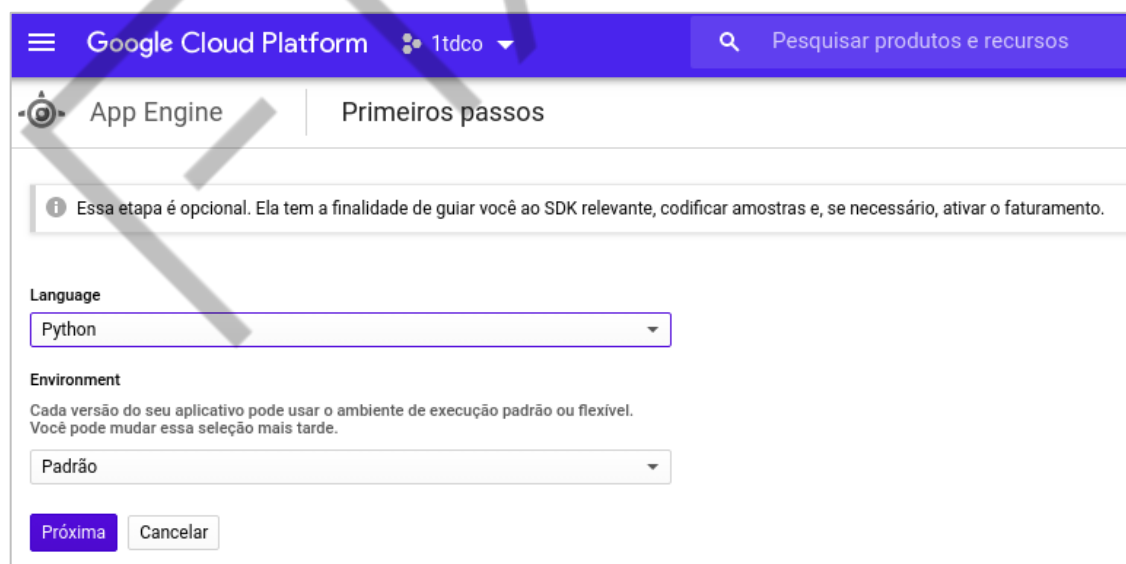 Google Cloud Platform 1tdco Pesquisar produtos e recursos
App Engine Primeiros passos
Essa etapa é opcional. Ela tem a finalidade de guiar você ao SDK relevante, codificar amostras e, se necessário, ativar o faturamento.
Language
Python
Environment
Cada versão do seu aplicativo pode usar o ambiente de execução padrão ou flexível.
Você pode mudar essa seleção mais tarde.
Padrão
Próxima Cancelar